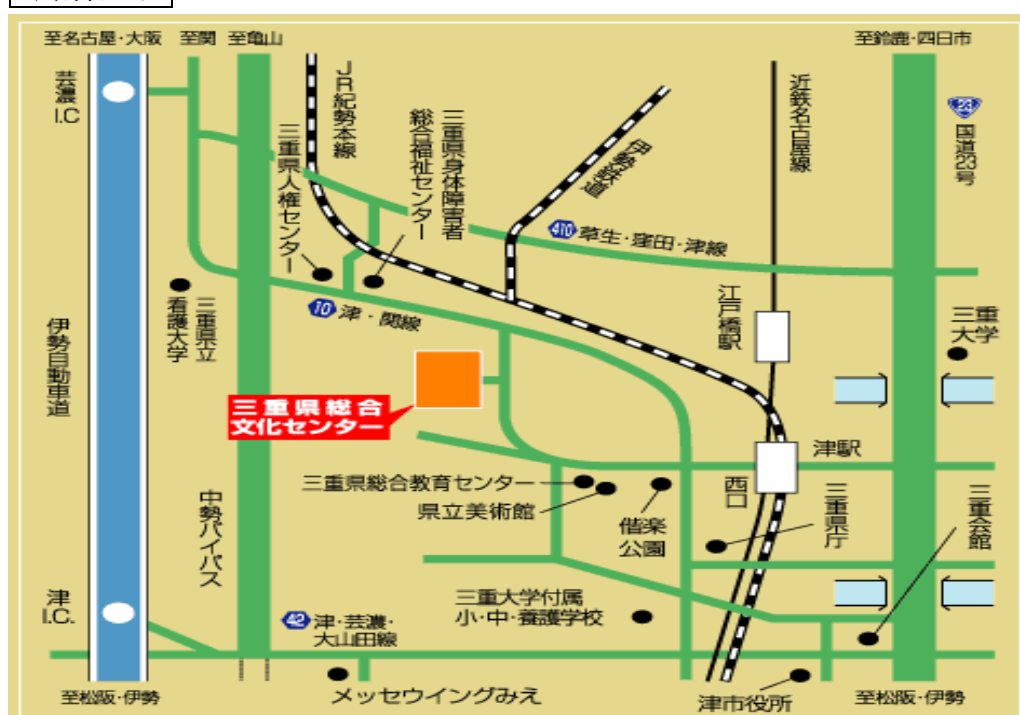 至名古屋・大阪
至関
至亀山
至鈴鹿・四日市
芸濃
I.C
JR紀勢本線
三重県人権センター
三重県身体障害者
総合福祉センター
伊勢鉄道
近鉄名古屋線
23
国道23号
410
草生・窪田・津線
10
津・関線
江戸橋駅
三重
大学
三重県立
看護大学
伊勢自動車道
三重県総合
文化センター
津駅
西口
三重県総合教育センター
県立美術館
偕楽
公園
三重県庁
三重会館
中勢バイパス
津
I.C.
三重大学付属
小・中・養護学校
42
津・芸濃・
大山田線
メッセウイングみえ
津市役所
至松阪・伊勢
至松阪・伊勢